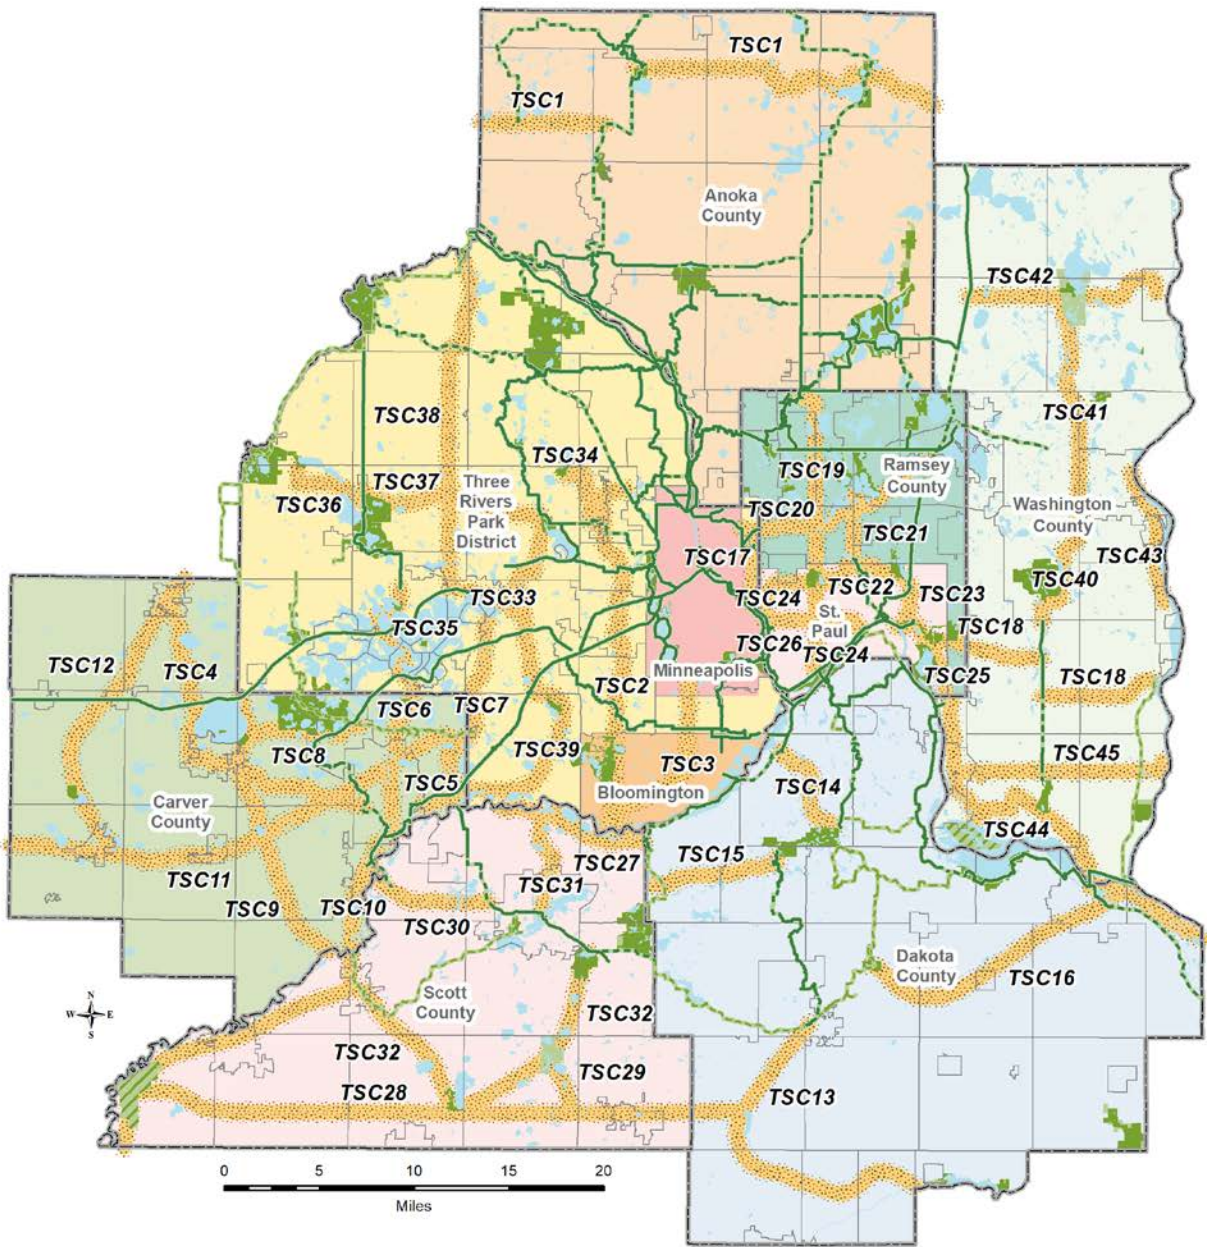 TSC1
TSC1
Anoka
County
TSC42
TSC38
TSC41
TSC34
TSC19
Ramsey
County
TSC37
Three
Rivers
Park
District
TSC36
TSC20
Washington
County
TSC21
TSC17
TSC43
TSC22
TSC23
TSC40
TSC33
TSC24
St.
Paul
TSC35
TSC18
TSC26
TSC24
TSC12
TSC4
Minneapolis
TSC25
TSC18
TSC2
TSC6
TSC7
TSC8
TSC39
TSC3
TSC45
TSC5
TSC14
Bloomington
Carver
County
TSC44
TSC15
TSC27
TSC11
TSC31
TSC9
TSC10
TSC30
Dakota
County
TSC16
Scott
County
TSC32
N
W E
S
TSC32
TSC29
TSC28
TSC13
0 5 10 15 20
Miles